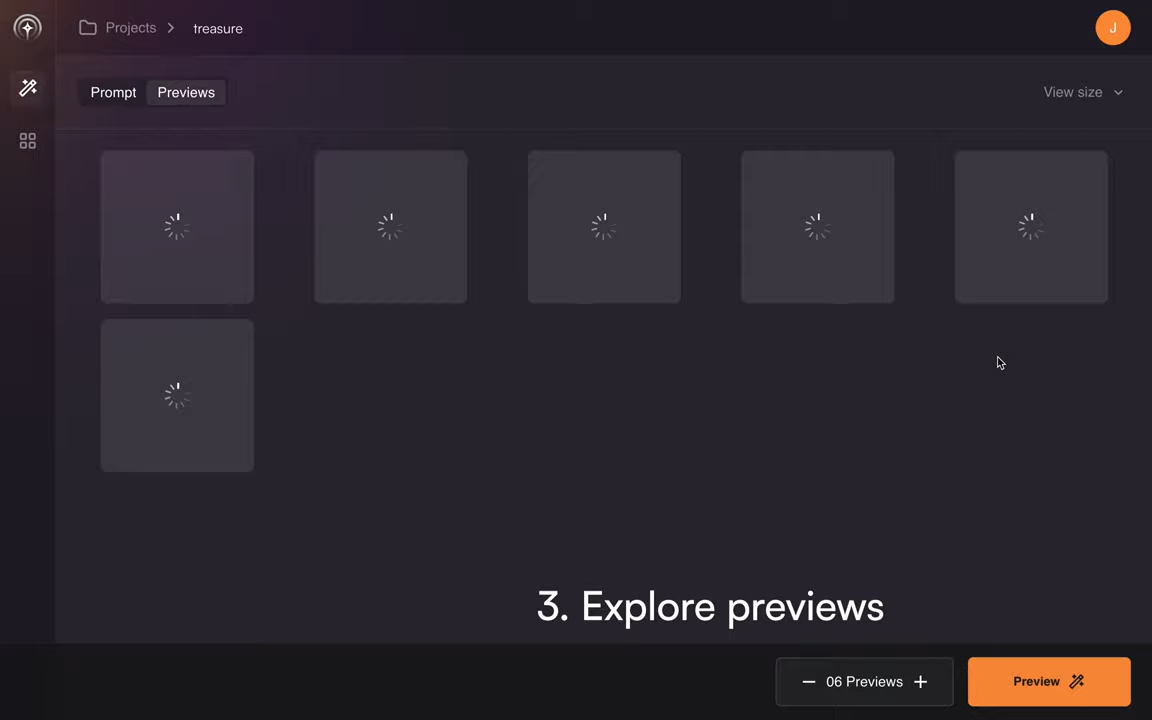 Projects > treasure
J
Prompt
Previews
View size
3. Explore previews
06 Previews
Preview